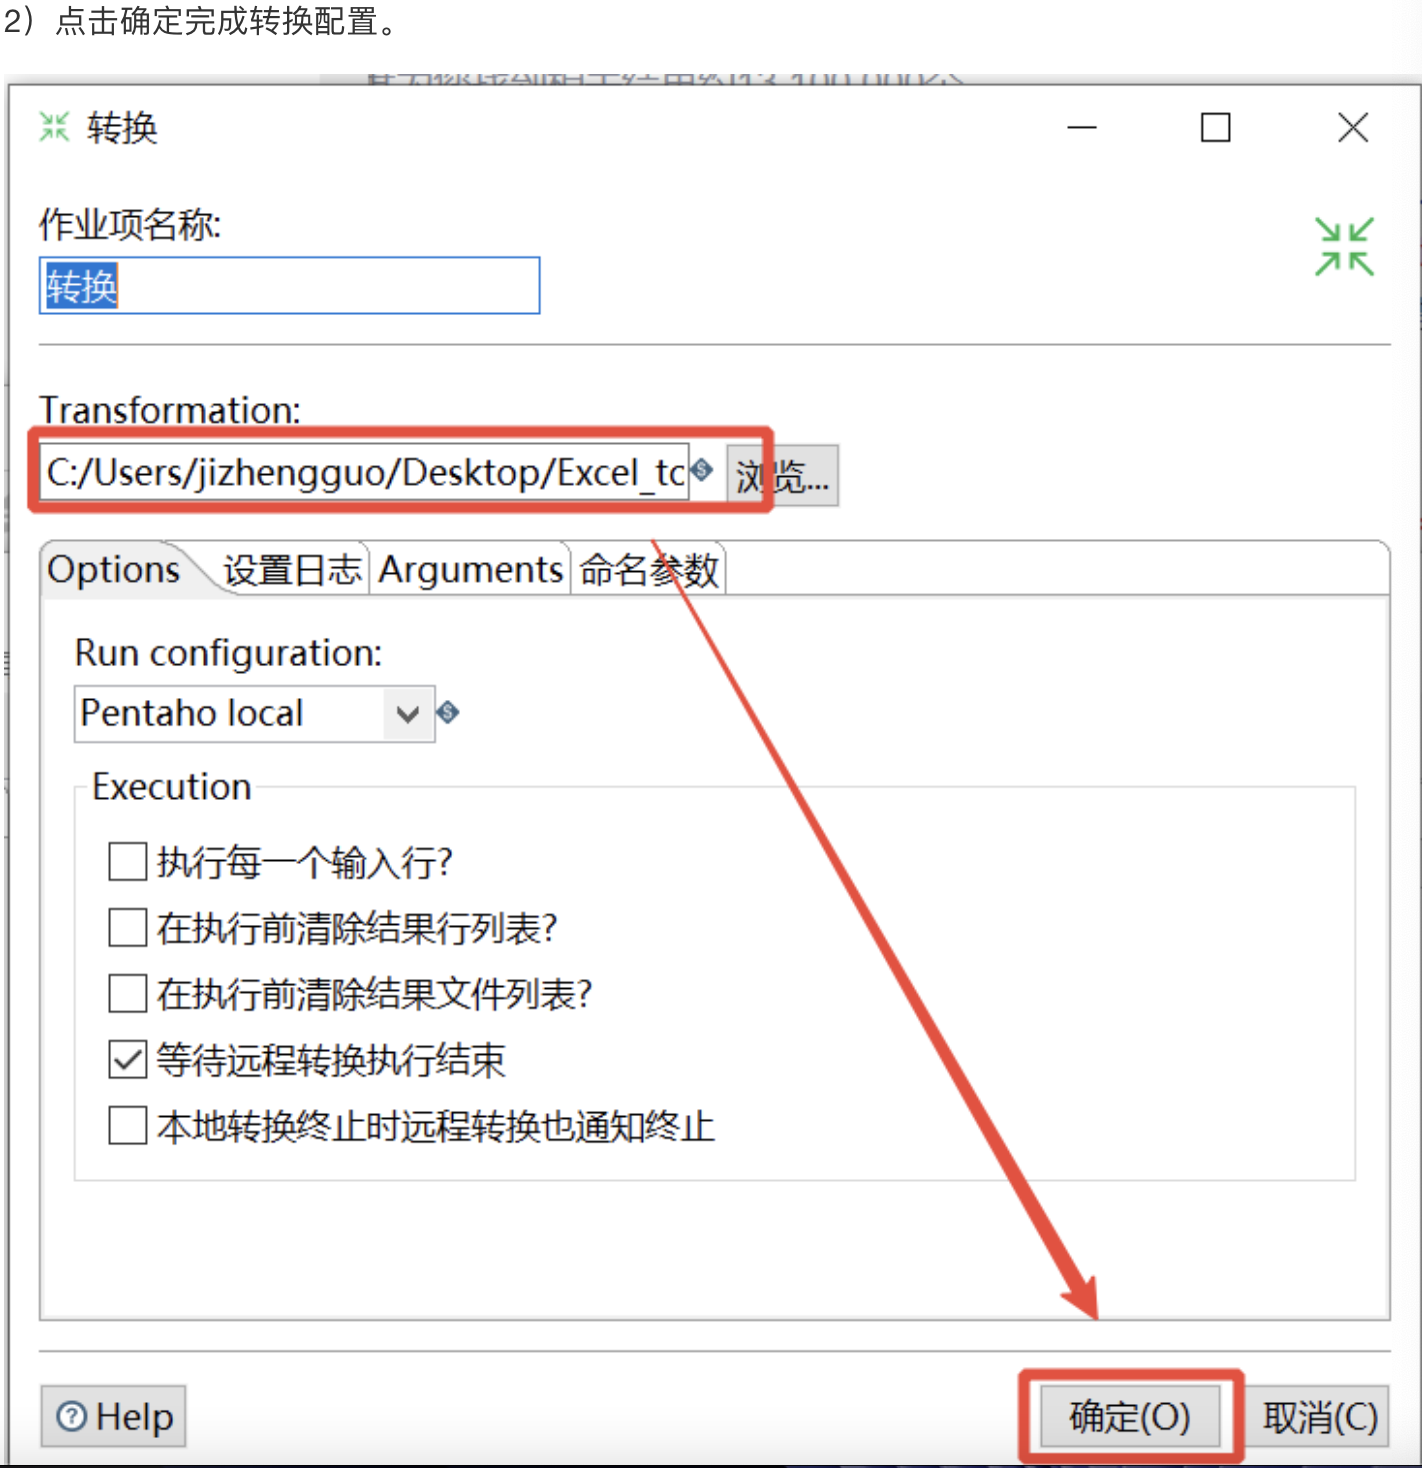 2）点击确定完成转换配置。
转换
作业项名称:
转换
Transformation:
C:/Users/jizhengguo/Desktop/Excel_tc
浏览...
Options 设置日志 Arguments 命名参数
Run configuration:
Pentaho local
Execution
执行每一个输入行?
在执行前清除结果行列表?
在执行前清除结果文件列表?
等待远程转换执行结束
本地转换终止时远程转换也通知终止
Help 确定(O) 取消(C)